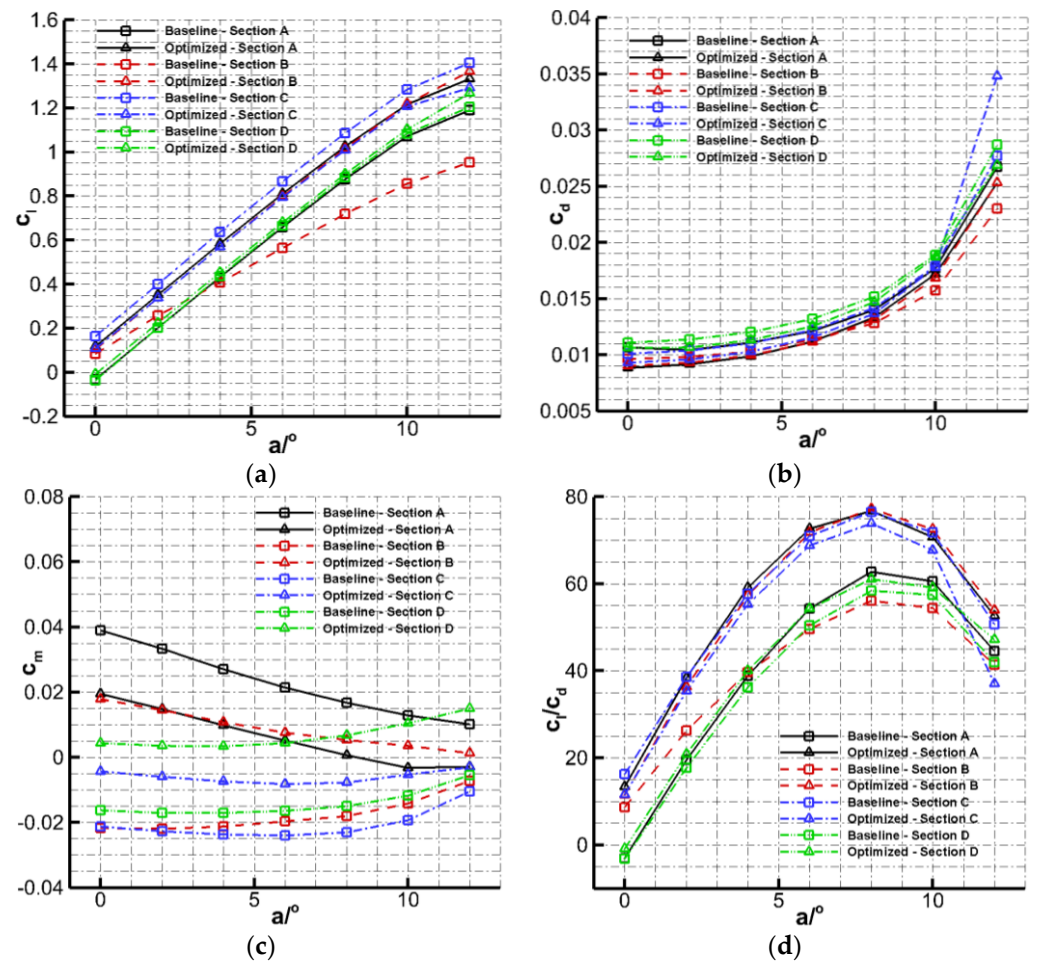 1.6
1.4
1.2
1
0.8
0.6
0.4
0.2
0
-0.2
c_l
Baseline - Section A
Optimized - Section A
Baseline - Section B
Optimized - Section B
Baseline - Section C
Optimized - Section C
Baseline - Section D
Optimized - Section D
0 5 10
a/º
(a)
0.04
0.035
0.03
0.025
0.02
0.015
0.01
0.005
c_d
Baseline - Section A
Optimized - Section A
Baseline - Section B
Optimized - Section B
Baseline - Section C
Optimized - Section C
Baseline - Section D
Optimized - Section D
0 5 10
a/º
(b)
0.08
0.06
0.04
0.02
0
-0.02
-0.04
c_m
Baseline - Section A
Optimized - Section A
Baseline - Section B
Optimized - Section B
Baseline - Section C
Optimized - Section C
Baseline - Section D
Optimized - Section D
0 5 10
a/º
(c)
80
60
40
20
0
c_l/c_d
Baseline - Section A
Optimized - Section A
Baseline - Section B
Optimized - Section B
Baseline - Section C
Optimized - Section C
Baseline - Section D
Optimized - Section D
0 5 10
a/º
(d)